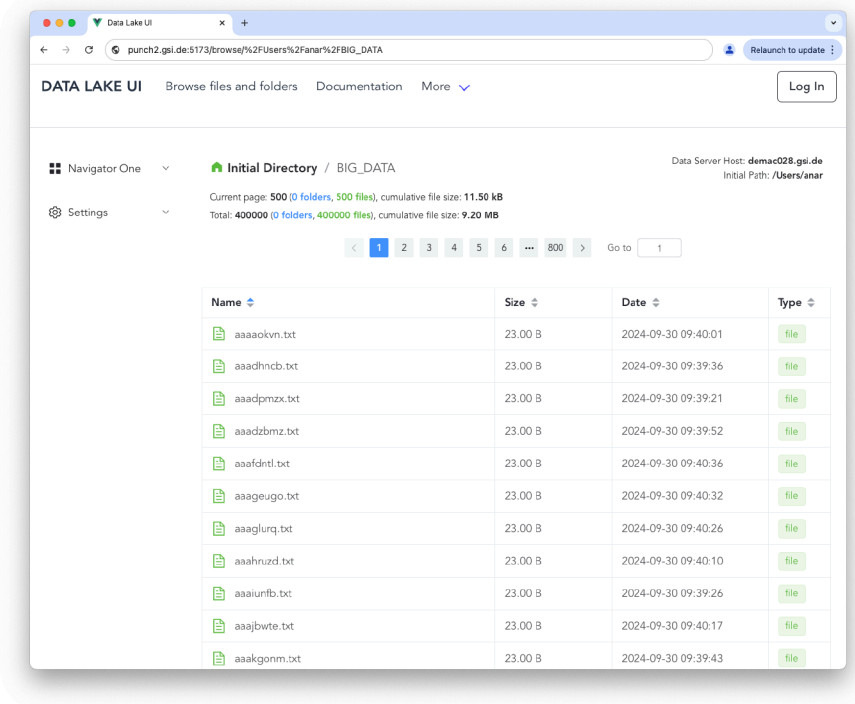 Data Lake UI
punch2.gsi.de:5173/browse/%2FUsers%2Fanar%2FBIG_DATA
Relaunch to update
DATA LAKE UI Browse files and folders Documentation More Log In
Navigator One
Settings
Initial Directory / BIG_DATA
Data Server Host: demac028.gsi.de
Initial Path: /Users/anar
Current page: 500 (0 folders, 500 files), cumulative file size: 11.50 kB
Total: 400000 (0 folders, 400000 files), cumulative file size: 9.20 MB
< 1 2 3 4 5 6 ••• 800 > Go to 1
Name Size Date Type
aaaaokvn.txt 23.00 B 2024-09-30 09:40:01 file
aaadhncb.txt 23.00 B 2024-09-30 09:39:36 file
aaadpmzx.txt 23.00 B 2024-09-30 09:39:21 file
aaadzbmz.txt 23.00 B 2024-09-30 09:39:52 file
aaafdntl.txt 23.00 B 2024-09-30 09:40:36 file
aaageugo.txt 23.00 B 2024-09-30 09:40:32 file
aaaglurq.txt 23.00 B 2024-09-30 09:40:26 file
aaahruzd.txt 23.00 B 2024-09-30 09:40:10 file
aaaiunfb.txt 23.00 B 2024-09-30 09:39:26 file
aaajbwte.txt 23.00 B 2024-09-30 09:40:17 file
aaakgonm.txt 23.00 B 2024-09-30 09:39:43 file